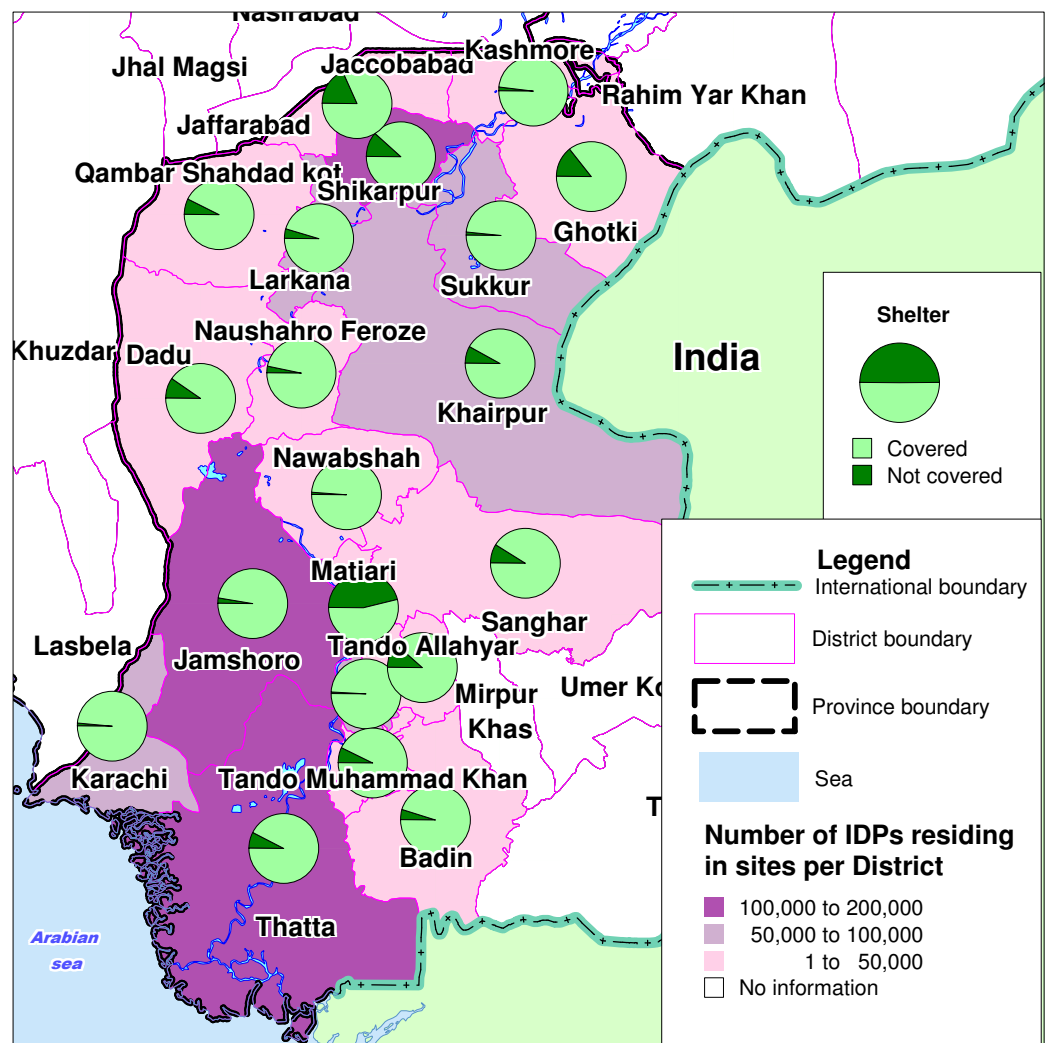 Nasirabad
Kashmore
Jhal Magsi
Jaccobabad
Rahim Yar Khan
Jaffarabad
Qambar Shahdad kot
Shikarpur
Ghotki
Larkana
Sukkur
Naushahro Feroze
Khuzdar
Dadu
India
Khairpur
Nawabshah
Matiari
Sanghar
Lasbela
Tando Allahyar
Jamshoro
Mirpur
Khas
Umer Ko
Karachi
Tando Muhammad Khan
T
Badin
Thatta
Arabian
sea
Shelter
Covered
Not covered
Legend
International boundary
District boundary
Province boundary
Sea
Number of IDPs residing
in sites per District
100,000 to 200,000
50,000 to 100,000
1 to 50,000
No information